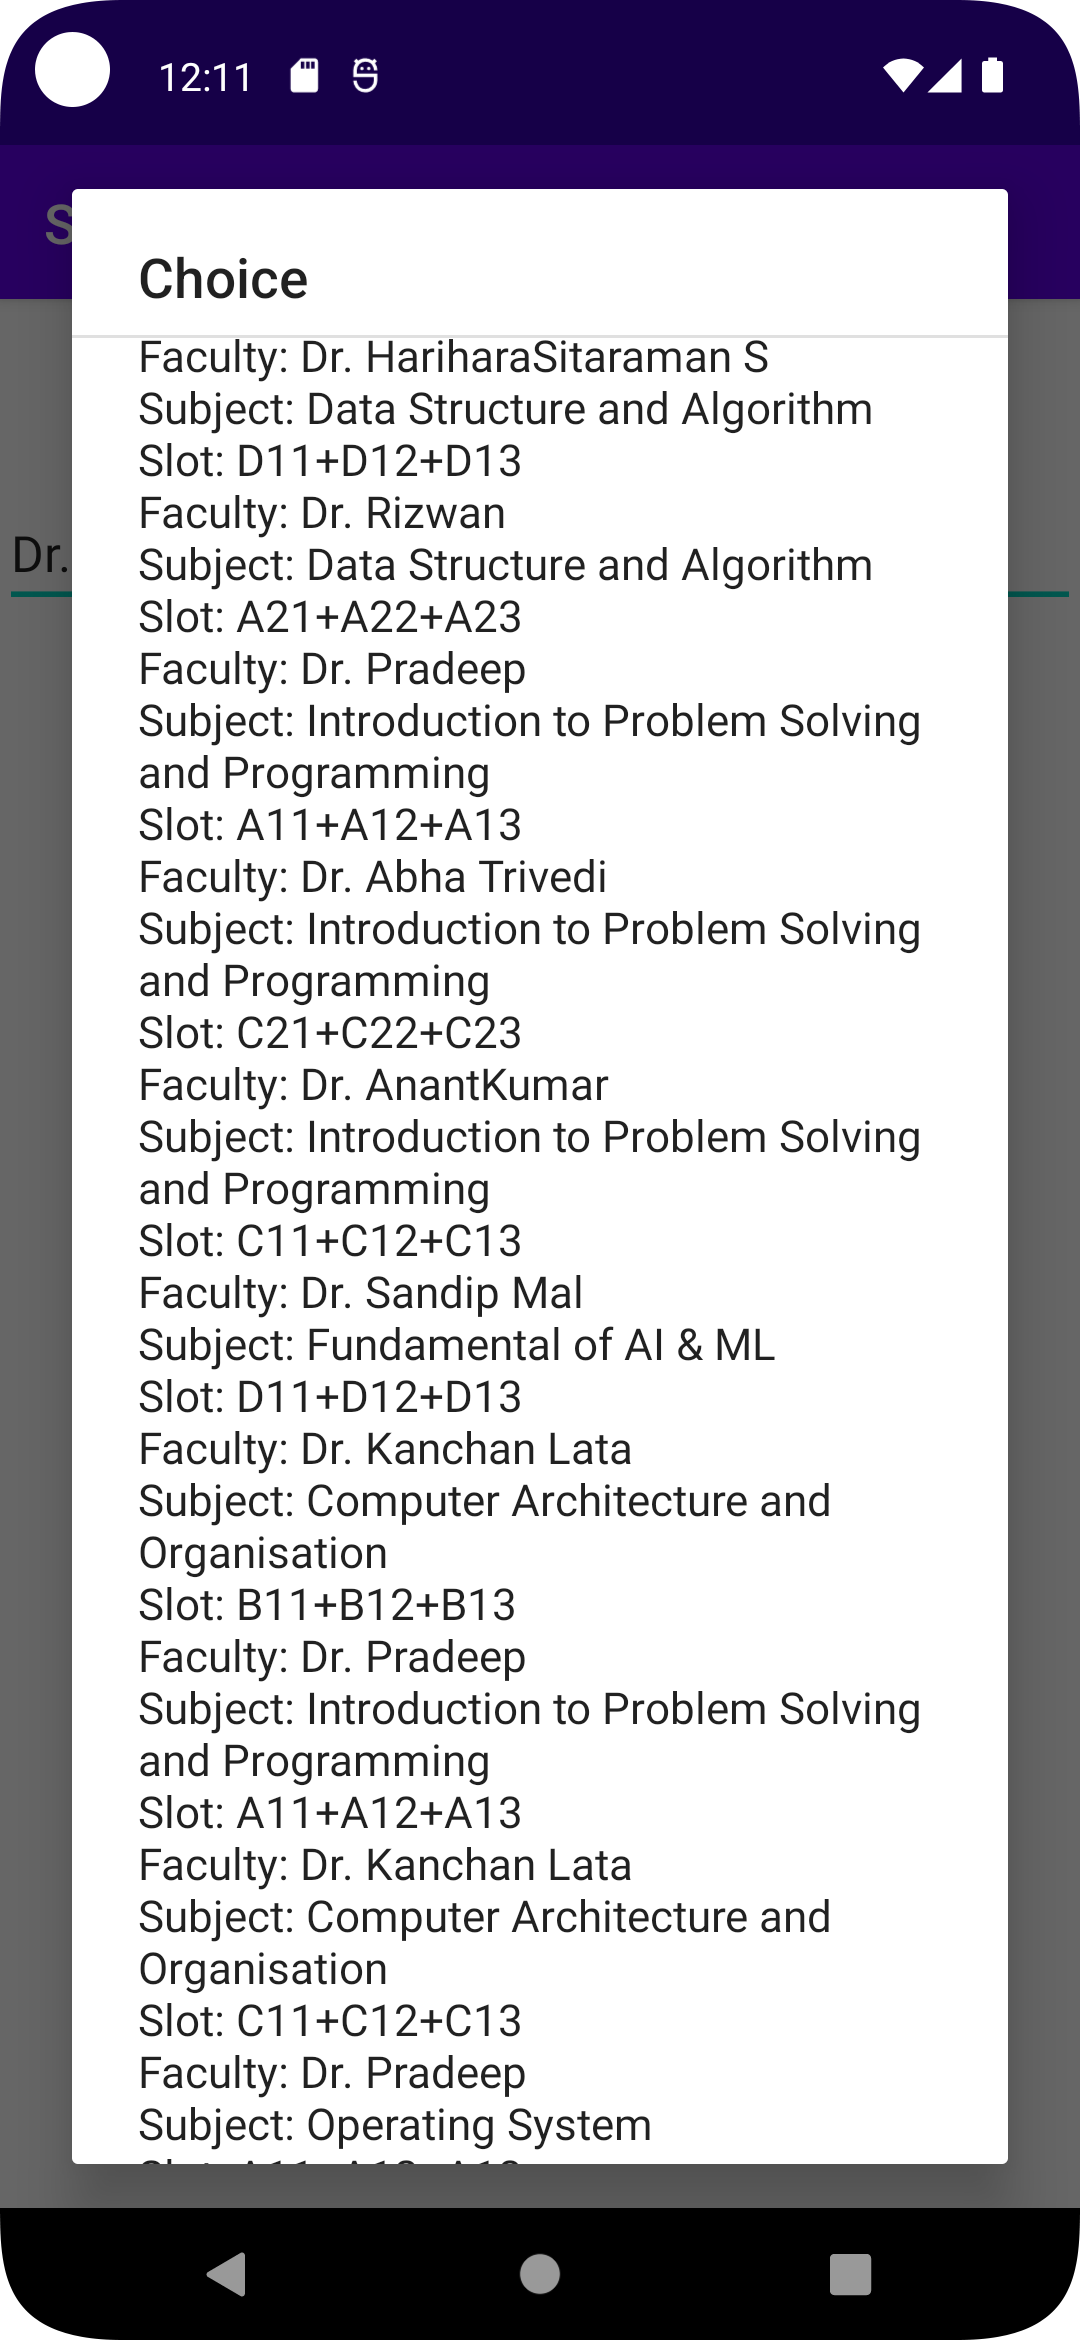 12:11
S
Choice
Faculty: Dr. HariharaSitaraman S
Subject: Data Structure and Algorithm
Slot: D11+D12+D13
Faculty: Dr. Rizwan
Dr.
Subject: Data Structure and Algorithm
Slot: A21+A22+A23
Faculty: Dr. Pradeep
Subject: Introduction to Problem Solving
and Programming
Slot: A11+A12+A13
Faculty: Dr. Abha Trivedi
Subject: Introduction to Problem Solving
and Programming
Slot: C21+C22+C23
Faculty: Dr. AnantKumar
Subject: Introduction to Problem Solving
and Programming
Slot: C11+C12+C13
Faculty: Dr. Sandip Mal
Subject: Fundamental of AI & ML
Slot: D11+D12+D13
Faculty: Dr. Kanchan Lata
Subject: Computer Architecture and
Organisation
Slot: B11+B12+B13
Faculty: Dr. Pradeep
Subject: Introduction to Problem Solving
and Programming
Slot: A11+A12+A13
Faculty: Dr. Kanchan Lata
Subject: Computer Architecture and
Organisation
Slot: C11+C12+C13
Faculty: Dr. Pradeep
Subject: Operating System